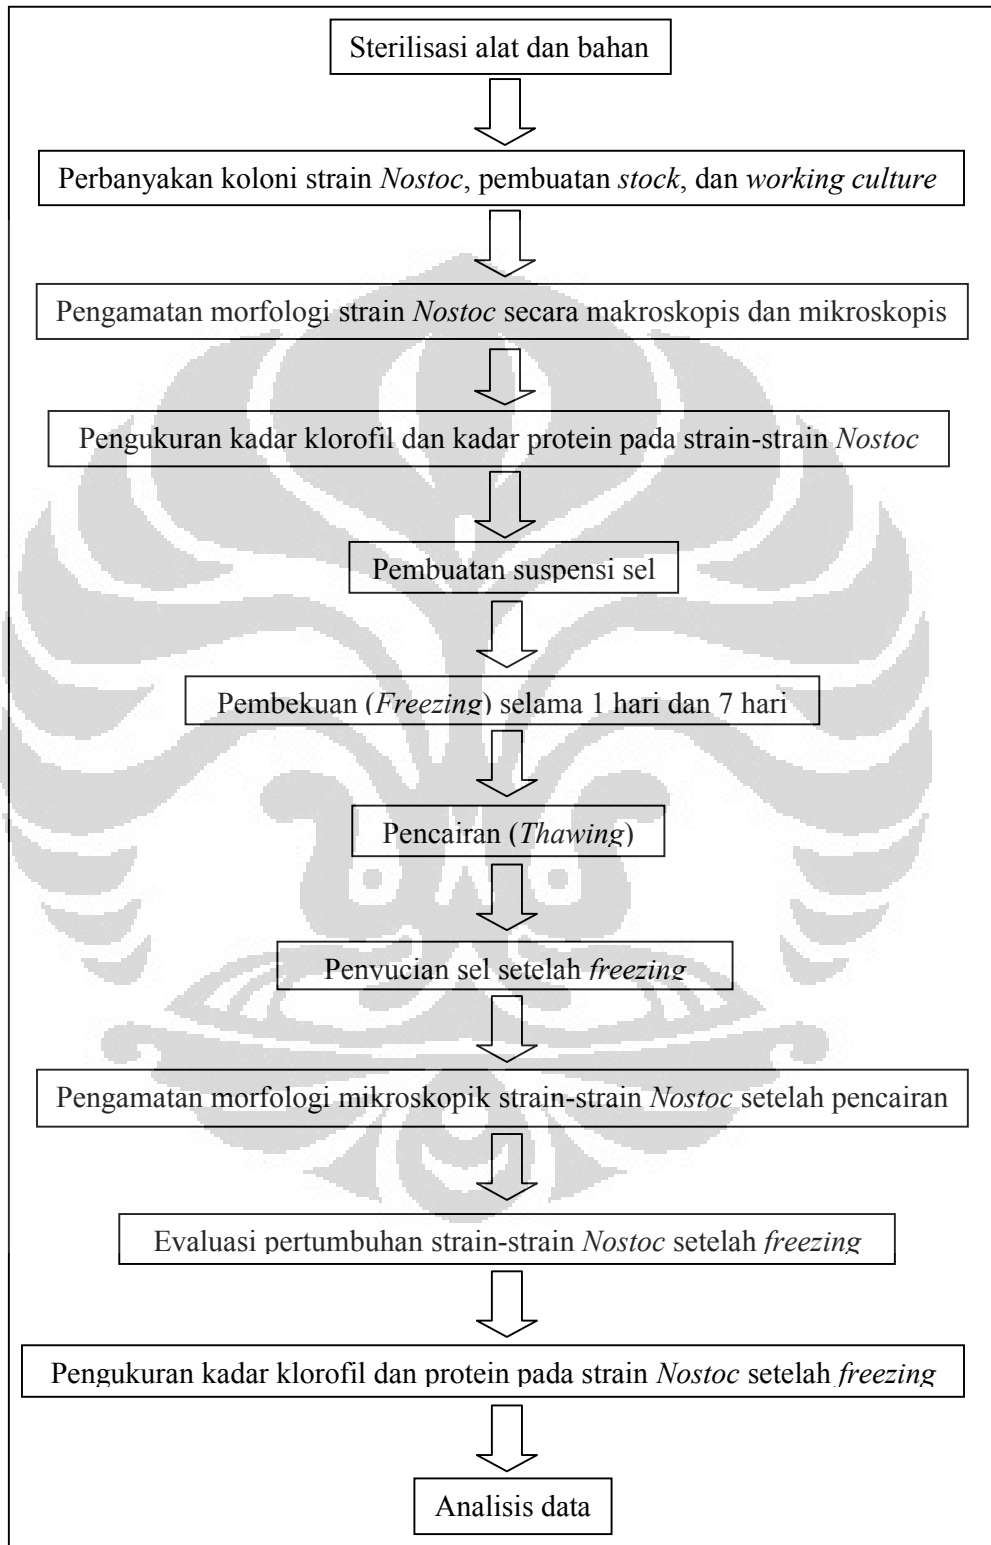 Sterilisasi alat dan bahan
Perbanyakan koloni strain Nostoc, pembuatan stock, dan working culture
Pengamatan morfologi strain Nostoc secara makroskopis dan mikroskopis
Pengukuran kadar klorofil dan kadar protein pada strain-strain Nostoc
Pembuatan suspensi sel
Pembekuan (Freezing) selama 1 hari dan 7 hari
Pencairan (Thawing)
Penyucian sel setelah freezing
Pengamatan morfologi mikroskopik strain-strain Nostoc setelah pencairan
Evaluasi pertumbuhan strain-strain Nostoc setelah freezing
Pengukuran kadar klorofil dan protein pada strain Nostoc setelah freezing
Analisis data